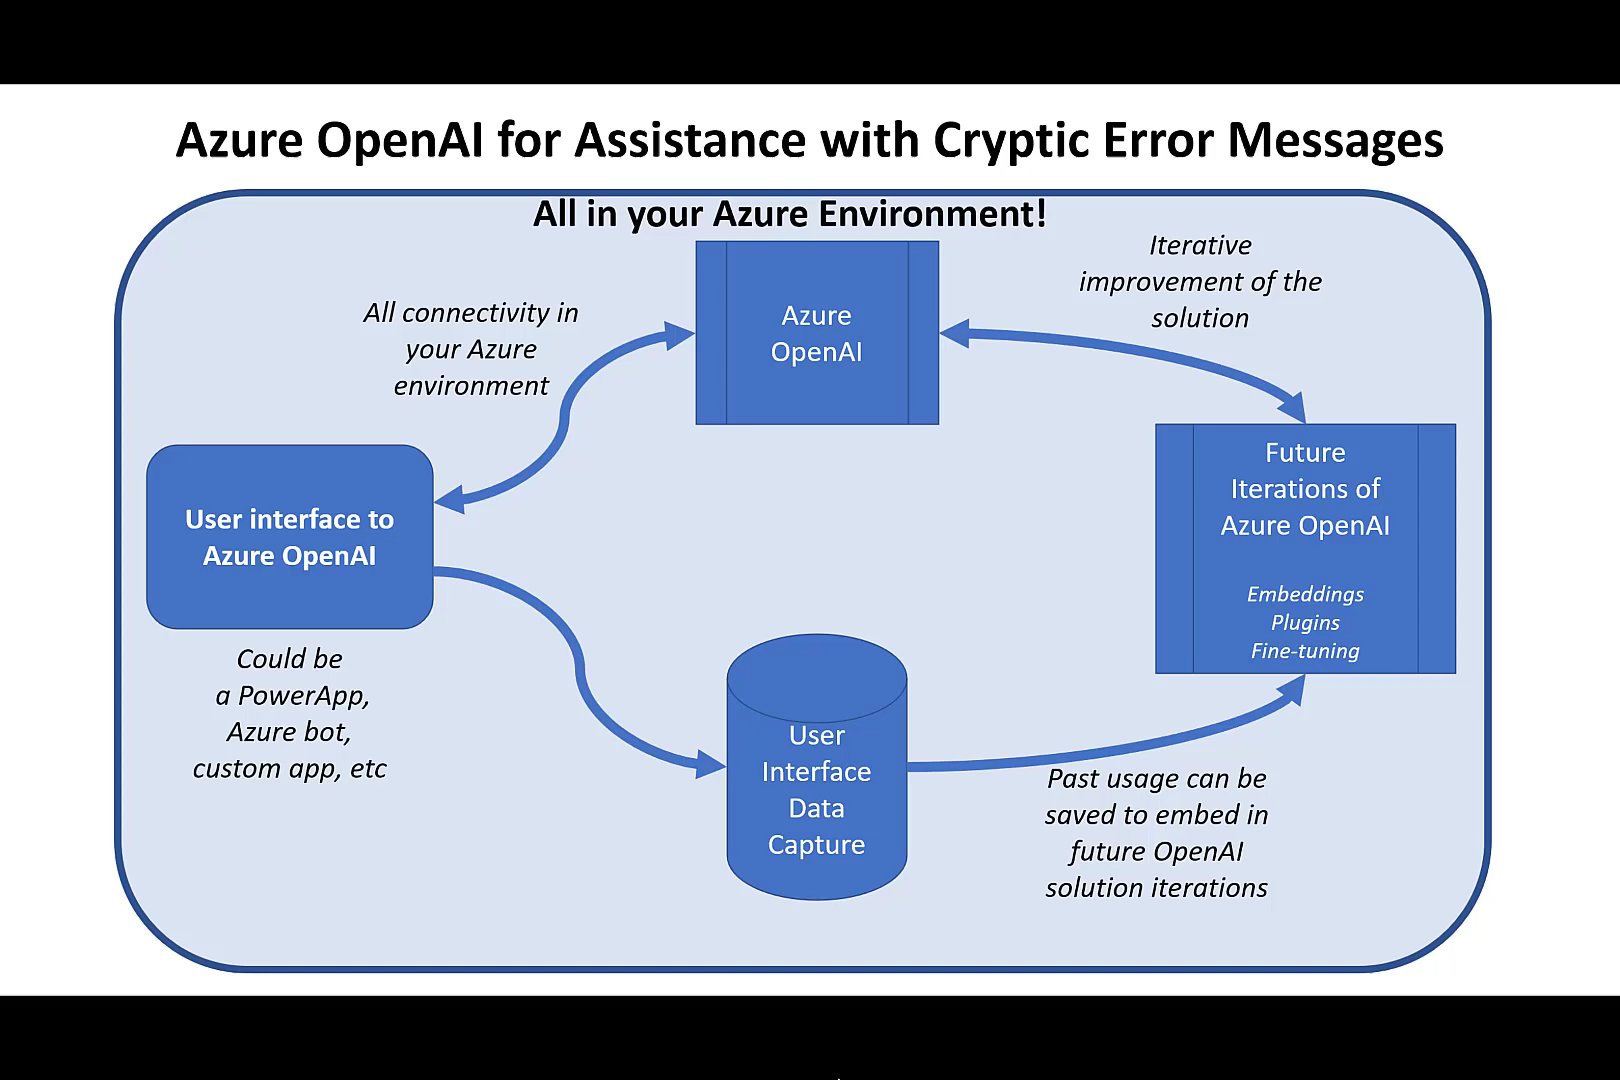 Azure OpenAI for Assistance with Cryptic Error Messages
All in your Azure Environment!
Iterative
improvement of the
solution
All connectivity in
your Azure
environment
Azure
OpenAI
Future
Iterations of
Azure OpenAI
Embeddings
Plugins
Fine-tuning
User interface to
Azure OpenAI
Could be
a PowerApp,
Azure bot,
custom app, etc
User
Interface
Data
Capture
Past usage can be
saved to embed in
future OpenAI
solution iterations